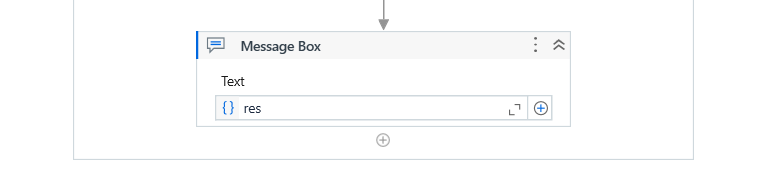 Message Box
Text
{} res